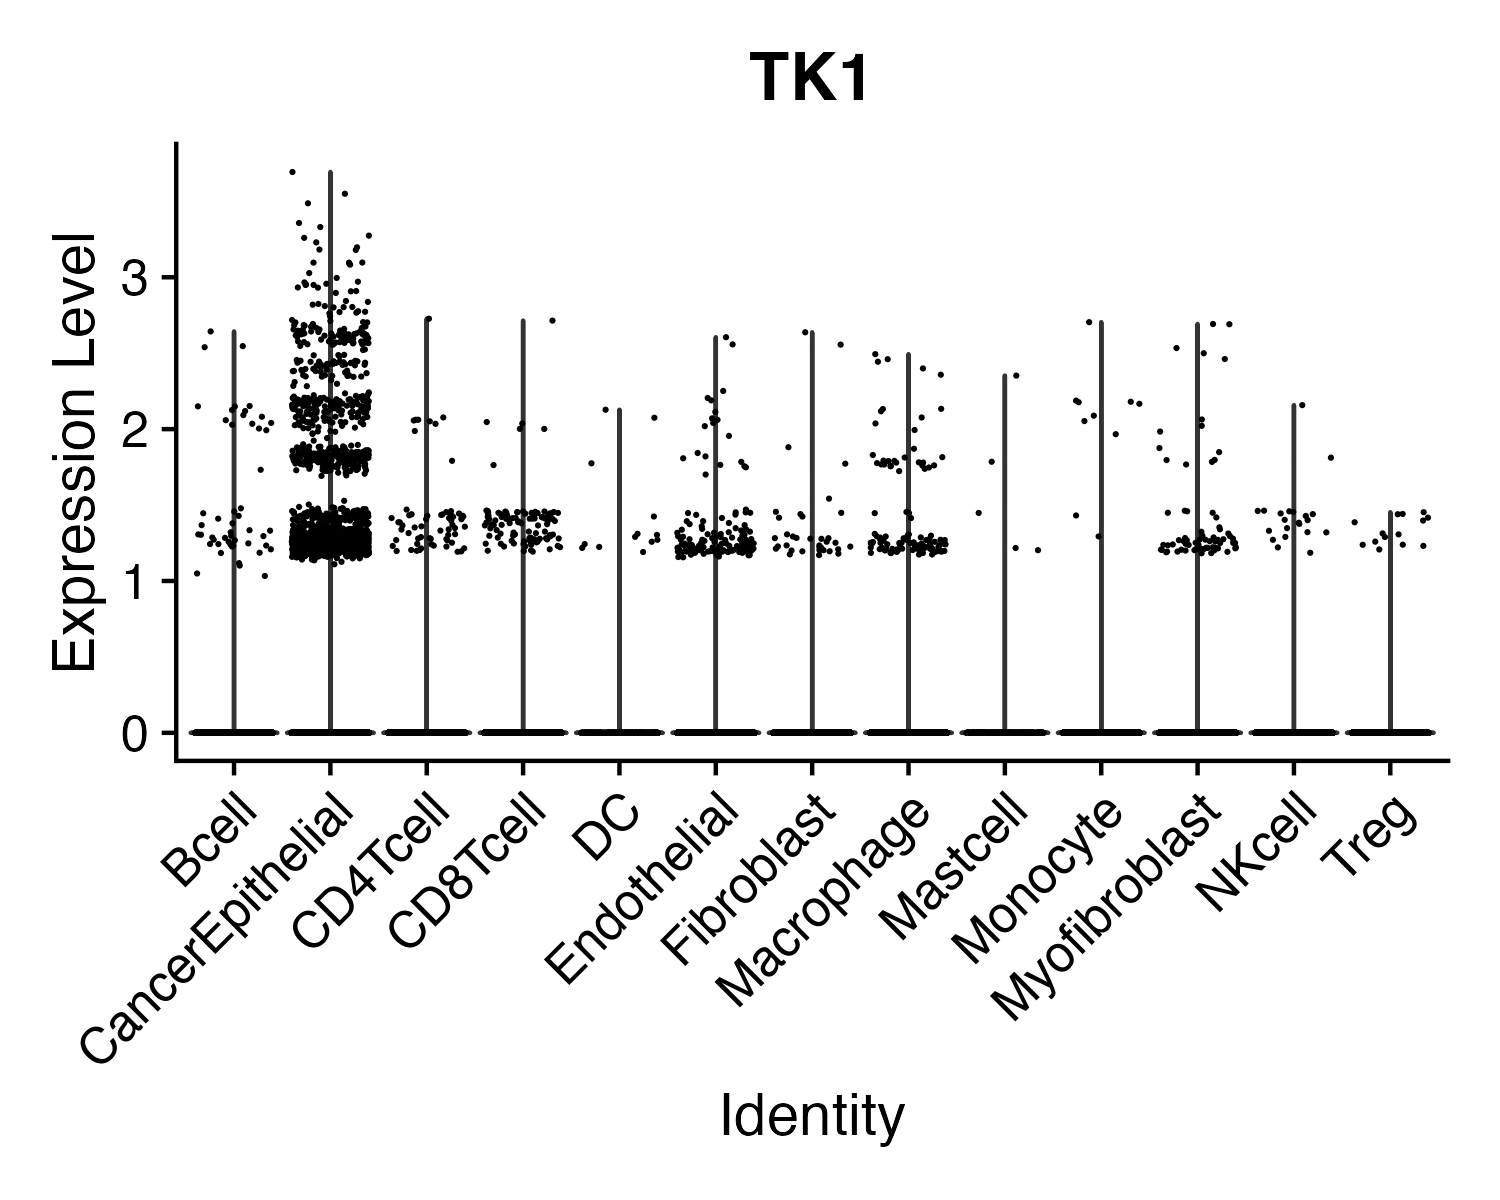 TK1
Expression Level
3
2
1
0
Bcell
CancerEpithelial
CD4Tcell
CD8Tcell
DC
Endothelial
Fibroblast
Macrophage
Mastcell
Monocyte
Myofibroblast
NKcell
Treg
Identity